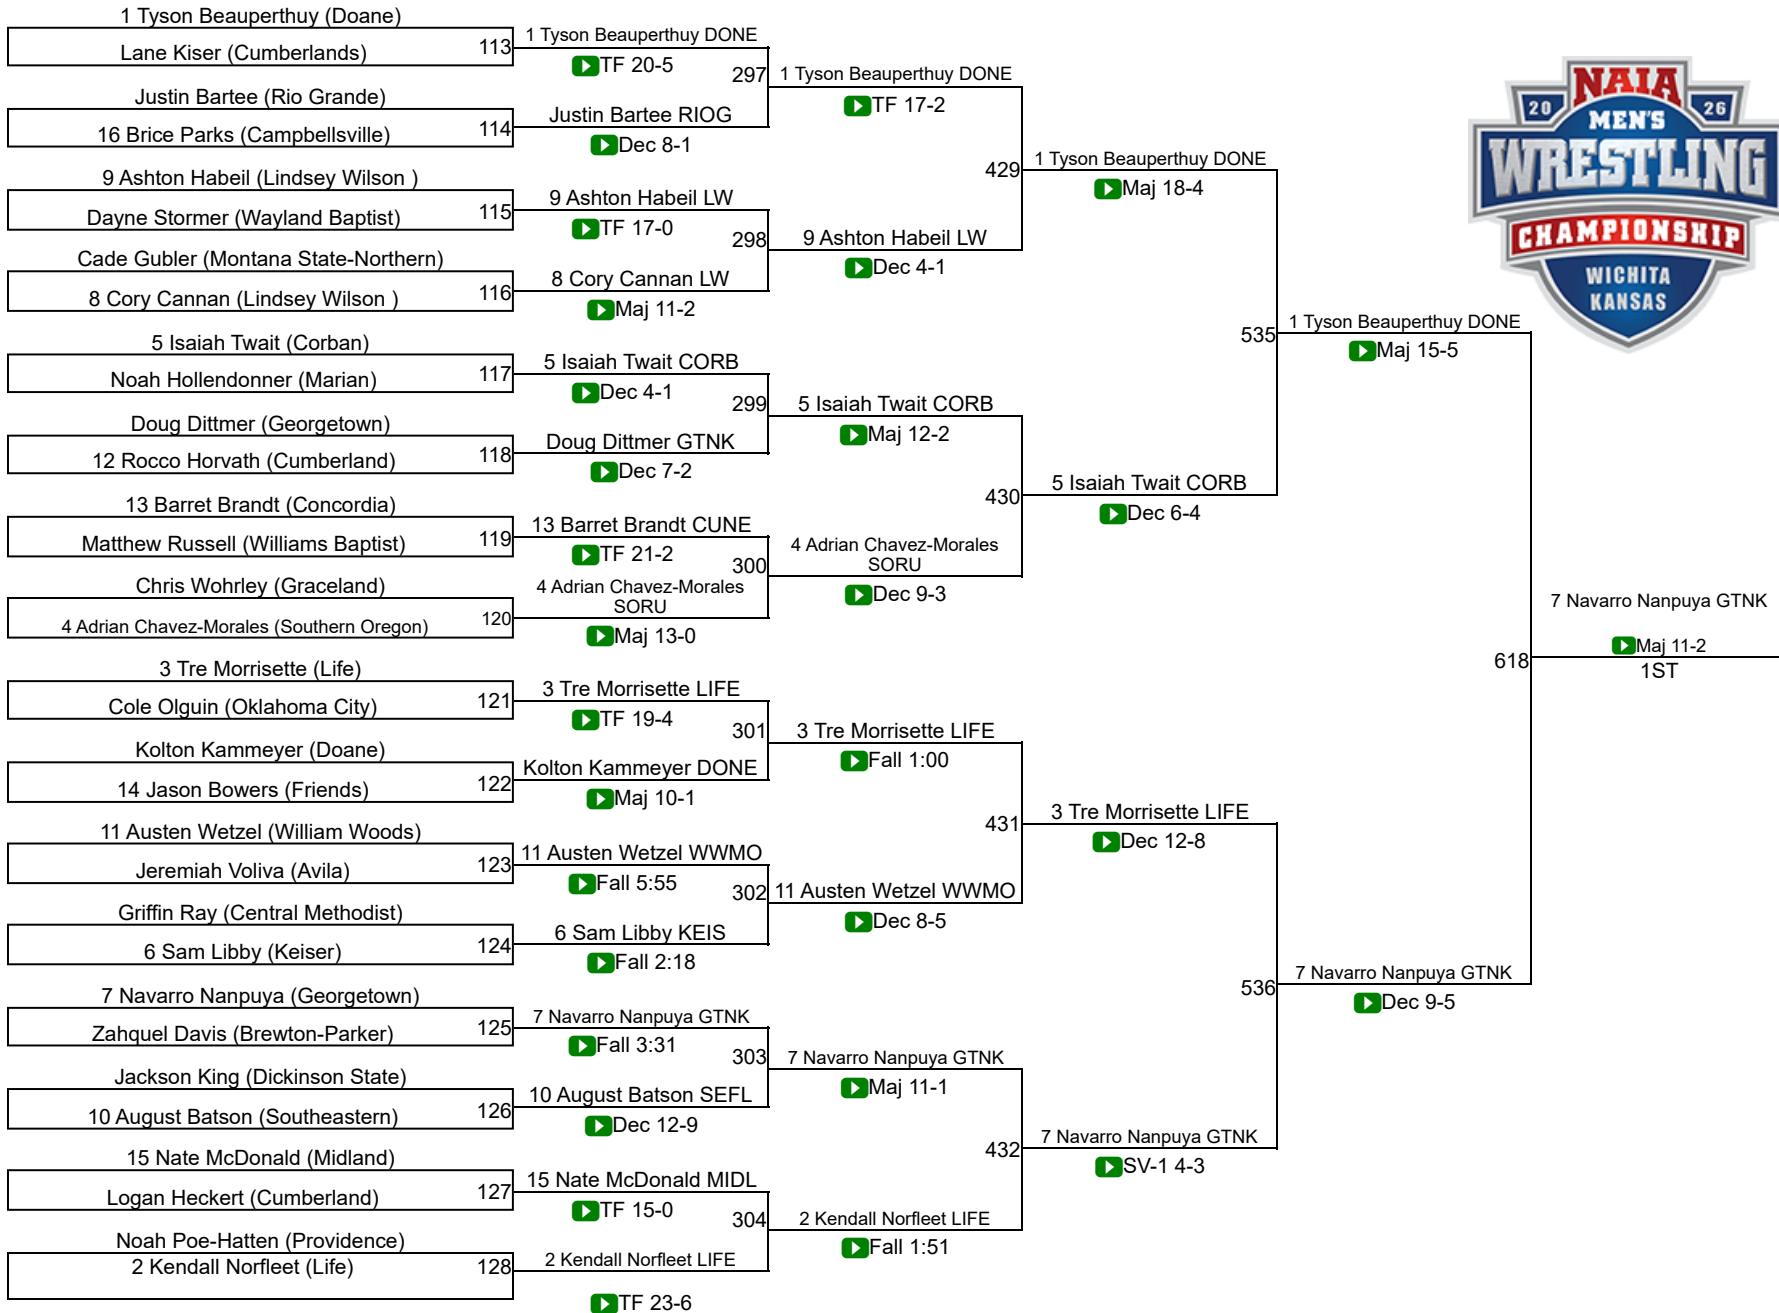 1 Tyson Beauperthuy (Doane)
Lane Kiser (Cumberlands)
113
Justin Bartee (Rio Grande)
16 Brice Parks (Campbellsville)
114
9 Ashton Habeil (Lindsey Wilson )
Dayne Stormer (Wayland Baptist)
115
Cade Gubler (Montana State-Northern)
8 Cory Cannan (Lindsey Wilson )
116
5 Isaiah Twait (Corban)
Noah Hollendonner (Marian)
117
Doug Dittmer (Georgetown)
12 Rocco Horvath (Cumberland)
118
13 Barret Brandt (Concordia)
Matthew Russell (Williams Baptist)
119
Chris Wohrley (Graceland)
4 Adrian Chavez-Morales (Southern Oregon)
120
3 Tre Morrisette (Life)
Cole Olguin (Oklahoma City)
121
Kolton Kammeyer (Doane)
14 Jason Bowers (Friends)
122
11 Austen Wetzel (William Woods)
Jeremiah Voliva (Avila)
123
Griffin Ray (Central Methodist)
6 Sam Libby (Keiser)
124
7 Navarro Nanpuya (Georgetown)
Zahquel Davis (Brewton-Parker)
125
Jackson King (Dickinson State)
10 August Batson (Southeastern)
126
15 Nate McDonald (Midland)
Logan Heckert (Cumberland)
127
Noah Poe-Hatten (Providence)
2 Kendall Norfleet (Life)
128
1 Tyson Beauperthuy DONE
TF 20-5
297
Justin Bartee RIOG
Dec 8-1
9 Ashton Habeil LW
TF 17-0
298
8 Cory Cannan LW
Maj 11-2
5 Isaiah Twait CORB
Dec 4-1
299
Doug Dittmer GTNK
Dec 7-2
13 Barret Brandt CUNE
TF 21-2
300
4 Adrian Chavez-Morales
SORU
Maj 13-0
3 Tre Morrisette LIFE
TF 19-4
301
Kolton Kammeyer DONE
Maj 10-1
11 Austen Wetzel WWMO
Fall 5:55
302
6 Sam Libby KEIS
Fall 2:18
7 Navarro Nanpuya GTNK
Fall 3:31
303
10 August Batson SEFL
Dec 12-9
15 Nate McDonald MIDL
TF 15-0
304
2 Kendall Norfleet LIFE
TF 23-6
1 Tyson Beauperthuy DONE
TF 17-2
429
9 Ashton Habeil LW
Dec 4-1
5 Isaiah Twait CORB
Maj 12-2
430
4 Adrian Chavez-Morales
SORU
Dec 9-3
3 Tre Morrisette LIFE
Fall 1:00
431
11 Austen Wetzel WWMO
Dec 8-5
7 Navarro Nanpuya GTNK
Maj 11-1
432
2 Kendall Norfleet LIFE
Fall 1:51
1 Tyson Beauperthuy DONE
Maj 18-4
535
5 Isaiah Twait CORB
Dec 6-4
3 Tre Morrisette LIFE
Dec 12-8
536
7 Navarro Nanpuya GTNK
SV-1 4-3
1 Tyson Beauperthuy DONE
Maj 15-5
618
7 Navarro Nanpuya GTNK
Dec 9-5
7 Navarro Nanpuya GTNK
Maj 11-2
1ST
NAIA
20 26
MEN'S
WRESTLING
CHAMPIONSHIP
WICHITA
KANSAS